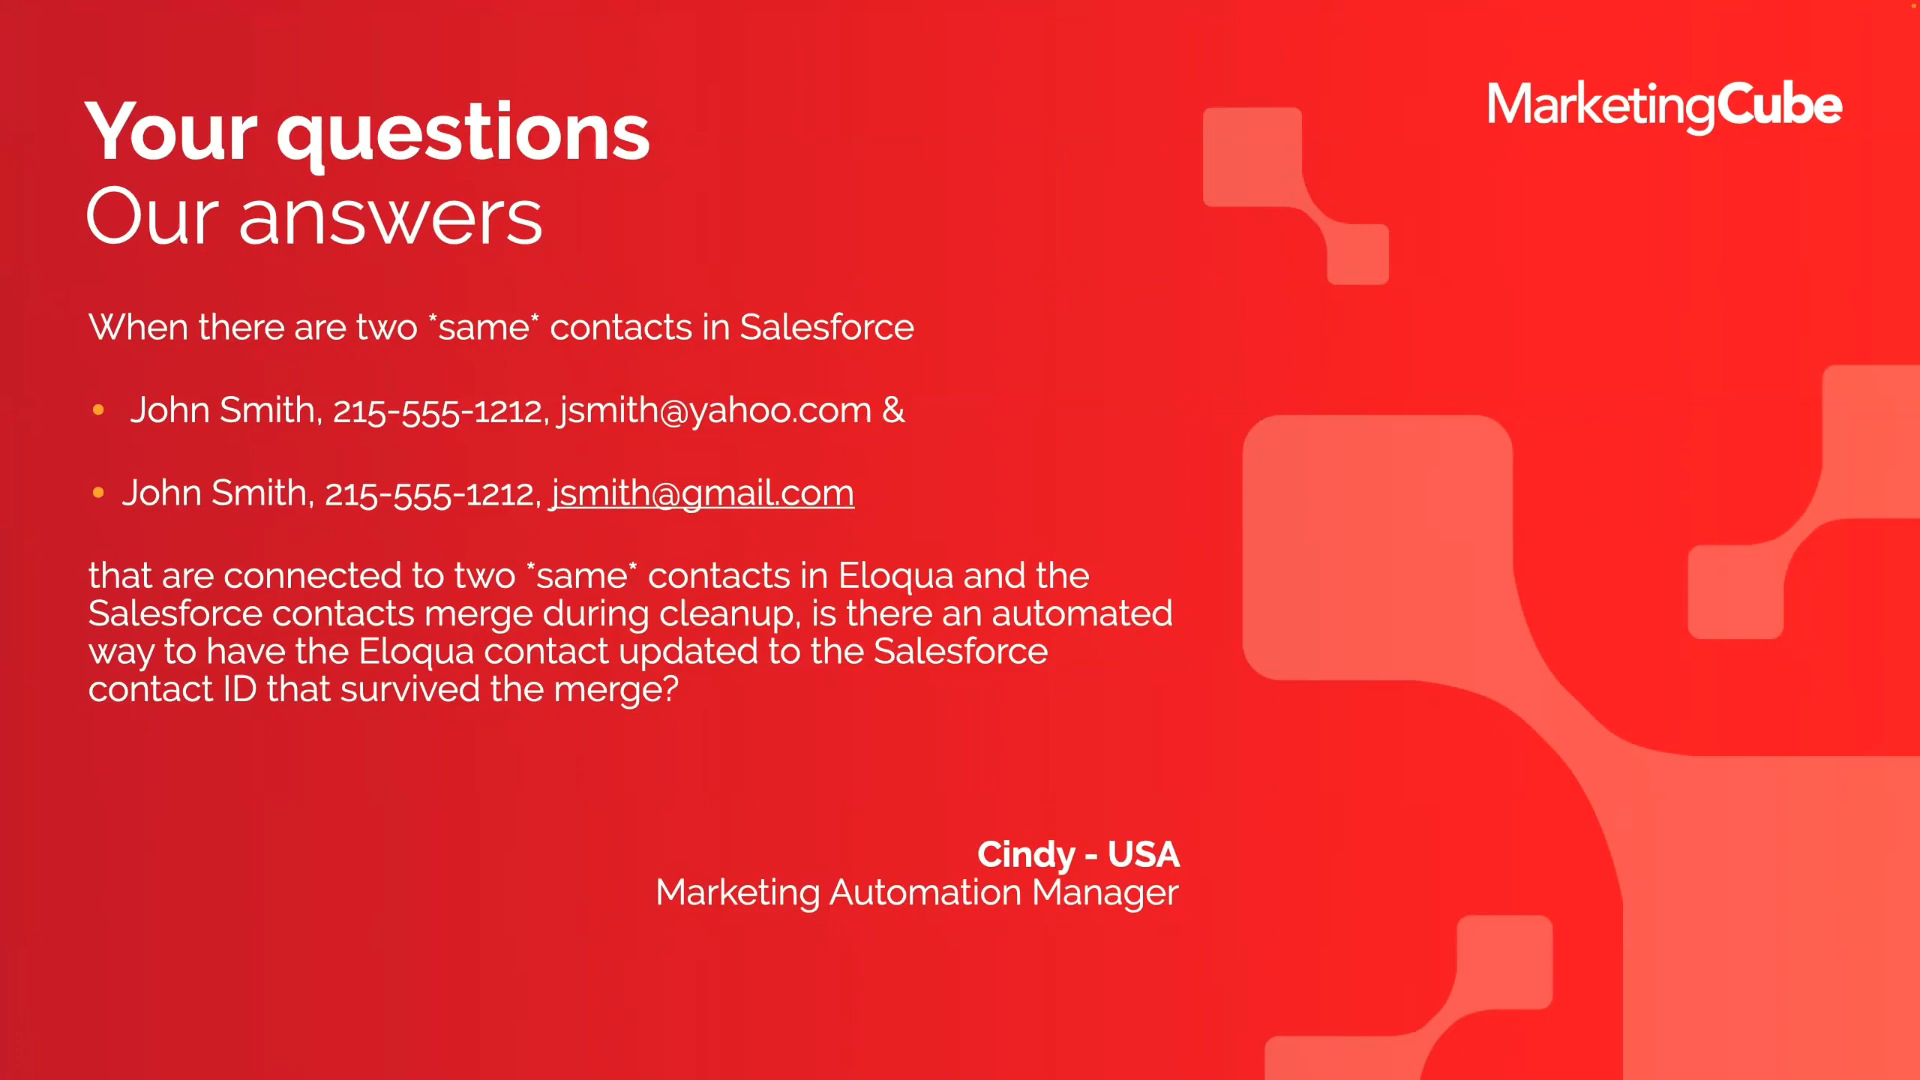 Your questions
MarketingCube
Our answers
When there are two *same* contacts in Salesforce
• John Smith, 215-555-1212, jsmith@yahoo.com &
• John Smith, 215-555-1212, jsmith@gmail.com
that are connected to two *same* contacts in Eloqua and the
Salesforce contacts merge during cleanup, is there an automated
way to have the Eloqua contact updated to the Salesforce
contact ID that survived the merge?
Cindy - USA
Marketing Automation Manager